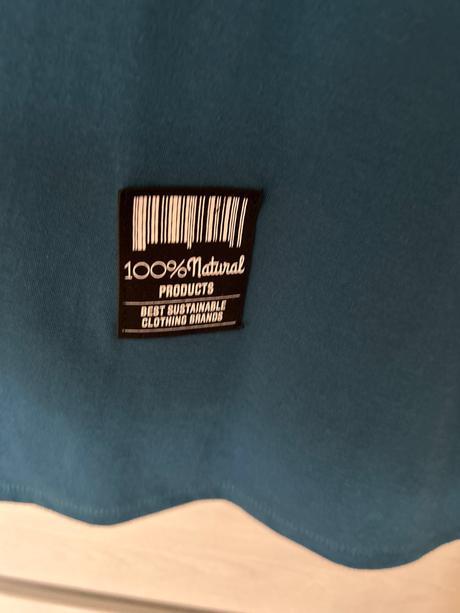 100% Natural
PRODUCTS
BEST SUSTAINABLE
CLOTHING BRANDS